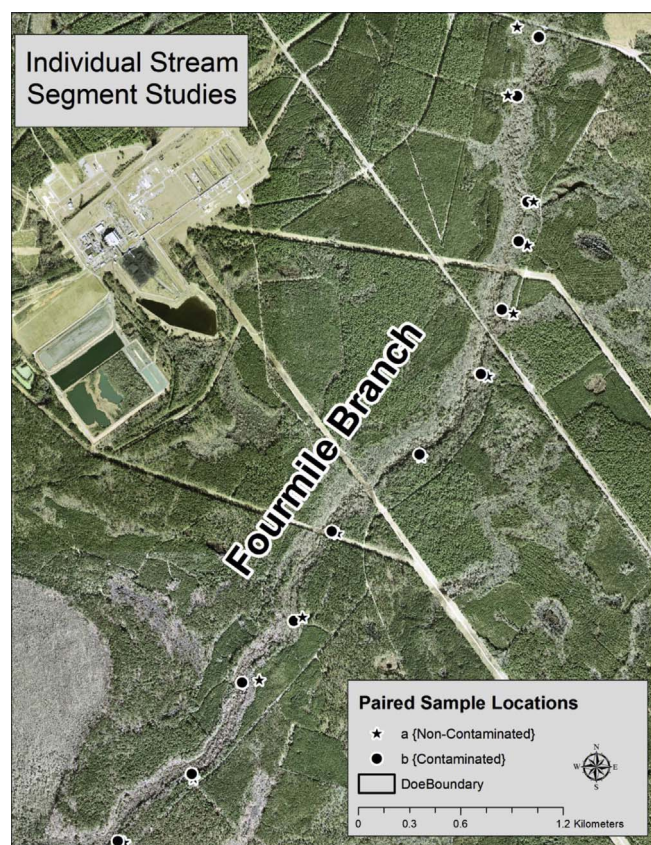 Individual Stream
Segment Studies
Fourmile Branch
Paired Sample Locations
a {Non-Contaminated}
b {Contaminated}
DoeBoundary
N
W E
S
0 0.3 0.6 1.2 Kilometers